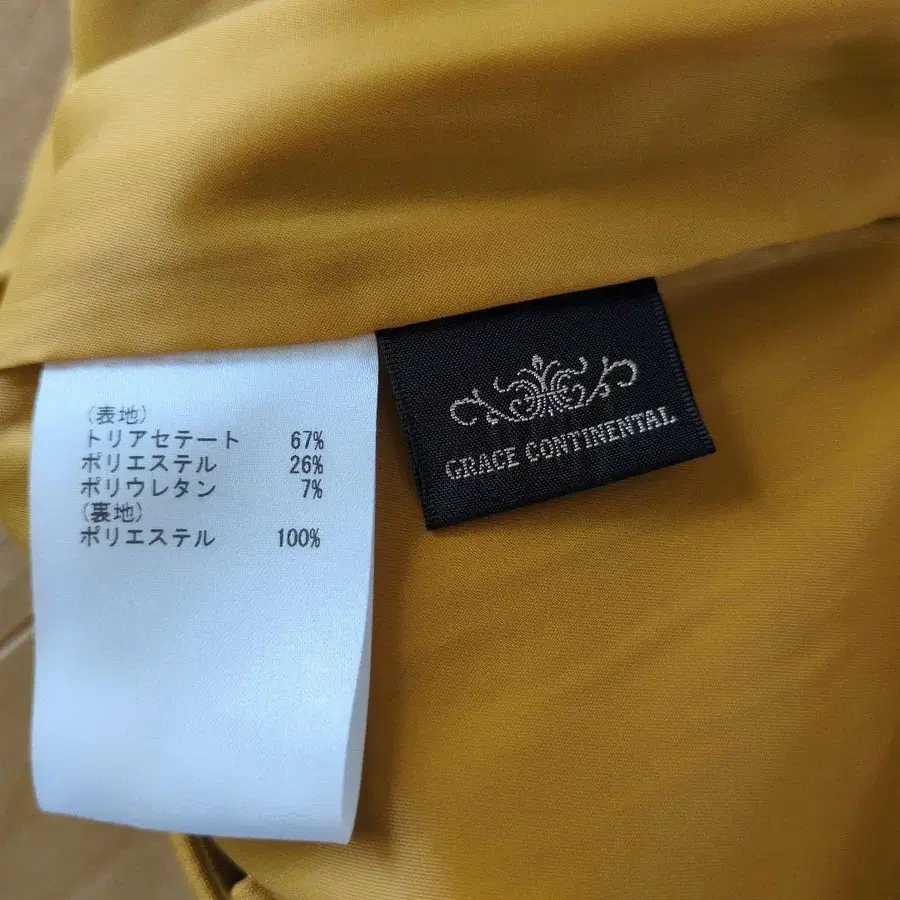 (表地)
トリアセテート 67%
ポリエステル 26%
ポリウレタン 7%
(裏地)
ポリエステル 100%
GRACE CONTINENTAL